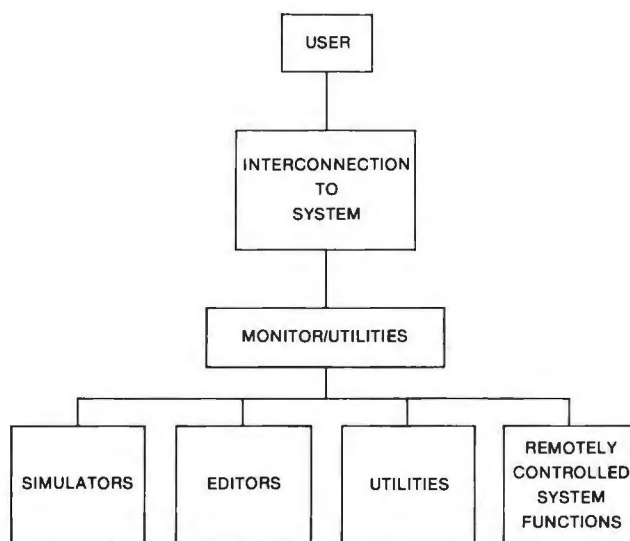 USER
INTERCONNECTION
TO
SYSTEM
MONITOR/UTILITIES
SIMULATORS
EDITORS
UTILITIES
REMOTELY
CONTROLLED
SYSTEM
FUNCTIONS